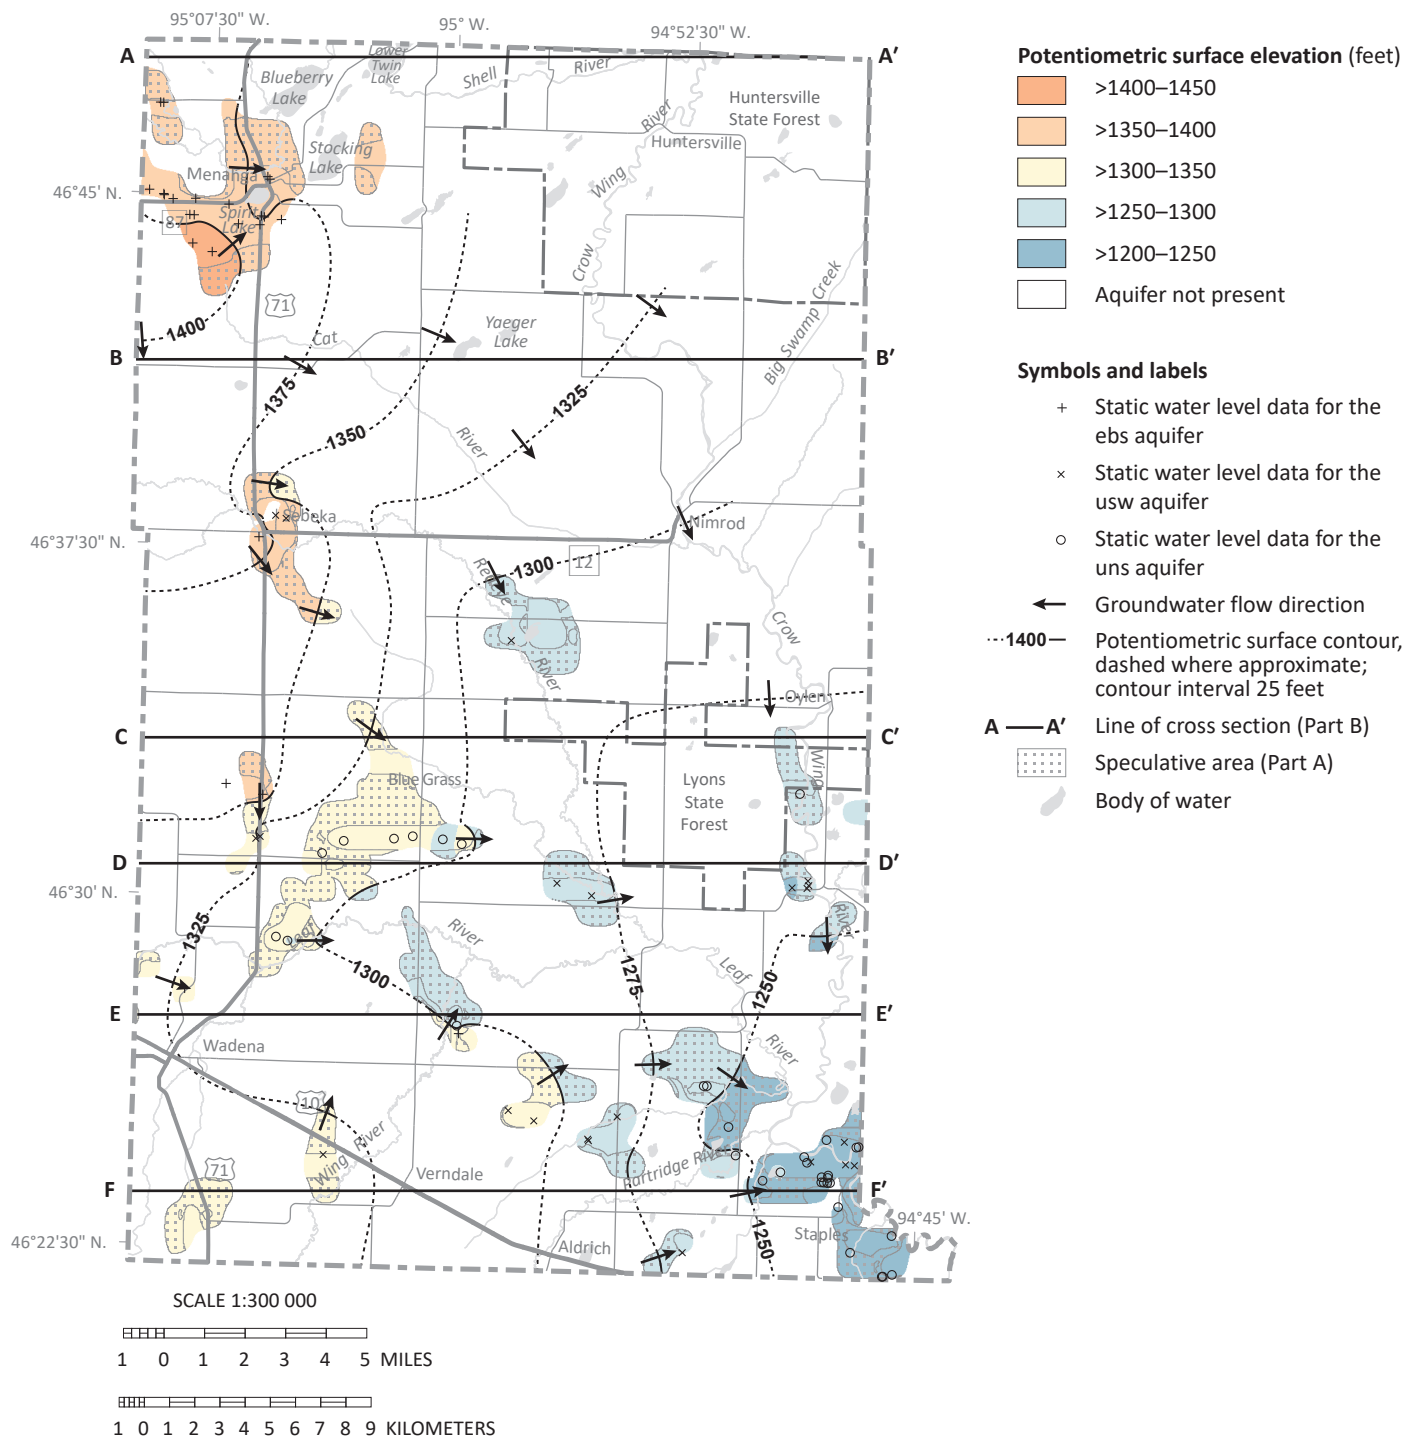 95°07'30" W.
95° W.
94°52'30" W.
A
A′
Lower
Twin
Lake
Blueberry
Lake
Shell
River
Huntersville
State Forest
River
Huntersville
Stocking
Lake
Menahga
Wing
46°45' N.
87
Spirit
Lake
Crow
71
Big Swamp Creek
1400
Cat
Yaeger
Lake
B
B′
1375
1325
1350
River
Sebeka
Nimrod
46°37'30" N.
12
1300
Redeye
Crow
River
Oylen
C
C′
Wing
Blue Grass
Lyons
State
Forest
D
D′
46°30' N.
1325
Leaf
River
River
1300
1275
Leaf
1250
E
E′
Wadena
River
10
Wing River
71
Verndale
Partridge River
F
F′
94°45' W.
46°22'30" N.
Aldrich
1250
Staples
SCALE 1:300 000
1 0 1 2 3 4 5 MILES
1 0 1 2 3 4 5 6 7 8 9 KILOMETERS
Potentiometric surface elevation (feet)
>1400–1450
>1350–1400
>1300–1350
>1250–1300
>1200–1250
Aquifer not present
Symbols and labels
Static water level data for the
ebs aquifer
Static water level data for the
usw aquifer
Static water level data for the
uns aquifer
Groundwater flow direction
1400 Potentiometric surface contour,
dashed where approximate;
contour interval 25 feet
A A′ Line of cross section (Part B)
Speculative area (Part A)
Body of water